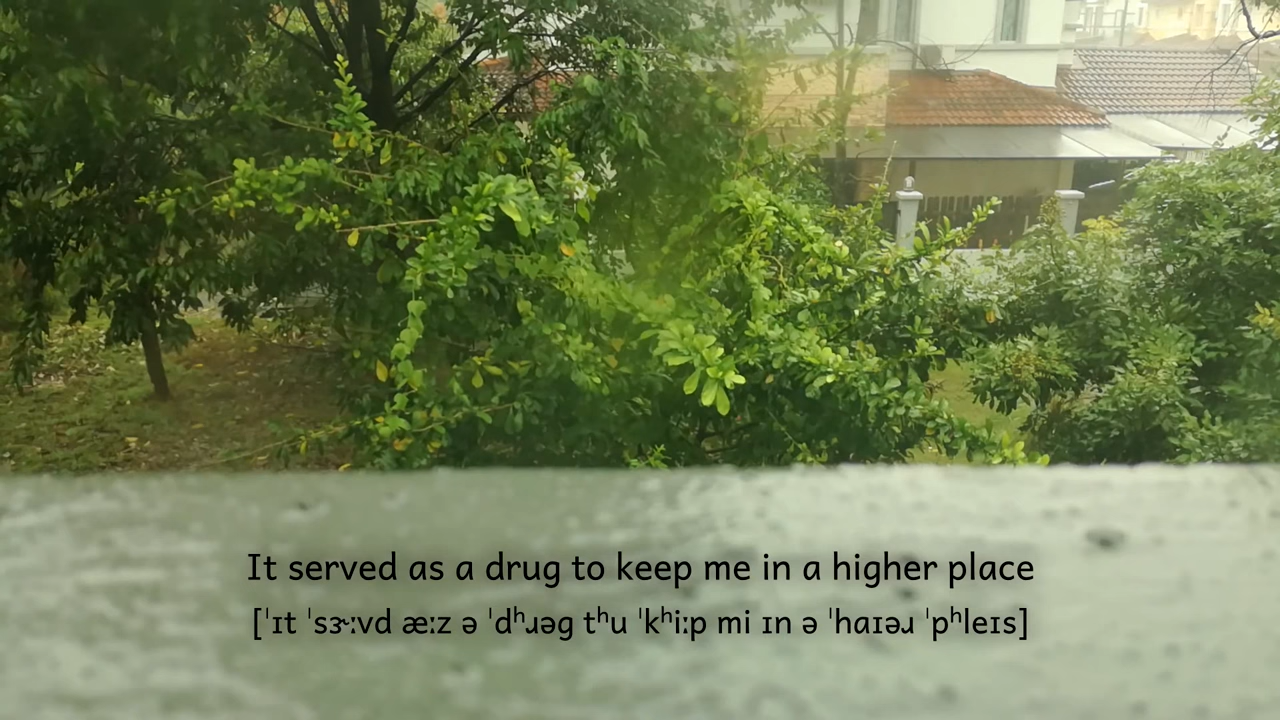 It served as a drug to keep me in a higher place
[ˈɪt ˈsɝːvd æːz ə ˈdʰɹəg tʰu ˈkʰiːp mi ɪn ə ˈhaɪəɹ ˈpʰleɪs]